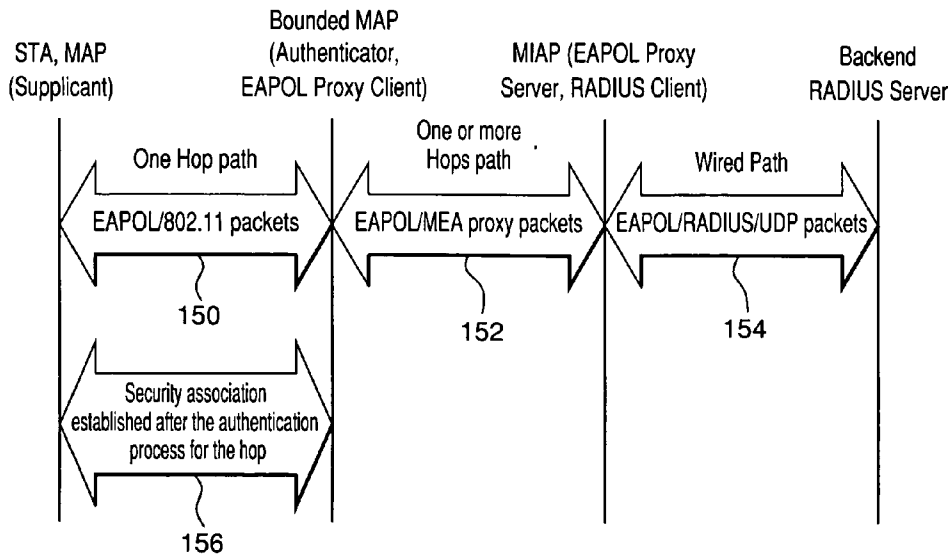 STA, MAP
(Supplicant)
Bounded MAP
(Authenticator,
EAPOL Proxy Client)
MIAP (EAPOL Proxy
Server, RADIUS Client)
Backend
RADIUS Server
One Hop path
EAPOL/802.11 packets
150
One or more
Hops path
EAPOL/MEA proxy packets
152
Wired Path
EAPOL/RADIUS/UDP packets
154
Security association
established after the authentication
process for the hop
156